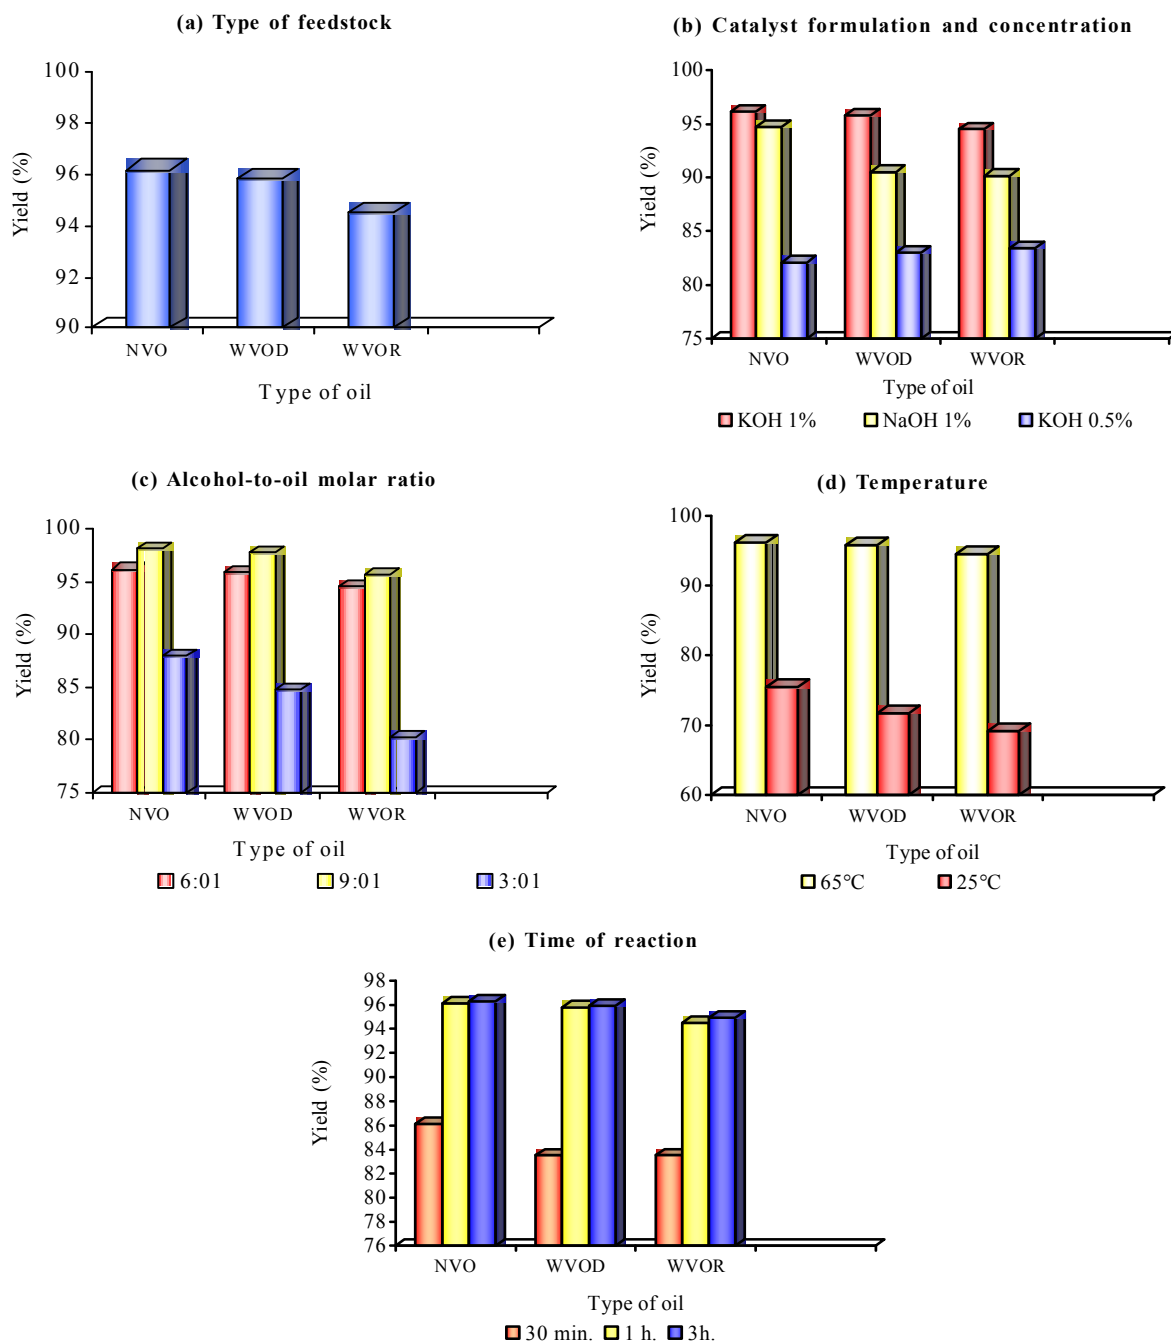 (a) Type of feedstock
100
98
96
94
92
90
Yield (%)
NVO WVOD WVOR
Type of oil
(b) Catalyst formulation and concentration
100
95
90
85
80
75
Yield (%)
NVO WVOD WVOR
Type of oil
KOH 1% NaOH 1% KOH 0.5%
(c) Alcohol-to-oil molar ratio
100
95
90
85
80
75
Yield (%)
NVO WVOD WVOR
Type of oil
6:01 9:01 3:01
(d) Temperature
100
90
80
70
60
Yield (%)
NVO WVOD WVOR
Type of oil
65°C 25°C
(e) Time of reaction
98
96
94
92
90
88
86
84
82
80
78
76
Yield (%)
NVO WVOD WVOR
Type of oil
30 min. 1 h. 3h.